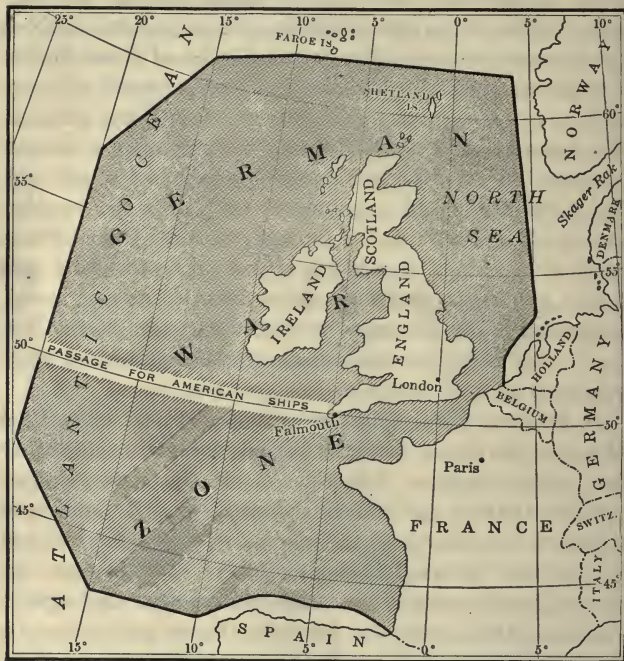 25°
20°
15°
10°
FAROE IS.
5°
0°
5°
10°
SHETLAND
IS.
NORWAY
60°
ATLANTIC OCEAN
GERMAN
WAR
ZONE
55°
SCOTLAND
NORTH
SEA
Skager Rak
DENMARK
55°
IRELAND
ENGLAND
50°
PASSAGE FOR AMERICAN SHIPS
London
HOLLAND
BELGIUM
GERMANY
Falmouth
50°
Paris
FRANCE
SWITZ.
45°
45°
ITALY
SPAIN
15°
10°
5°
0°
5°